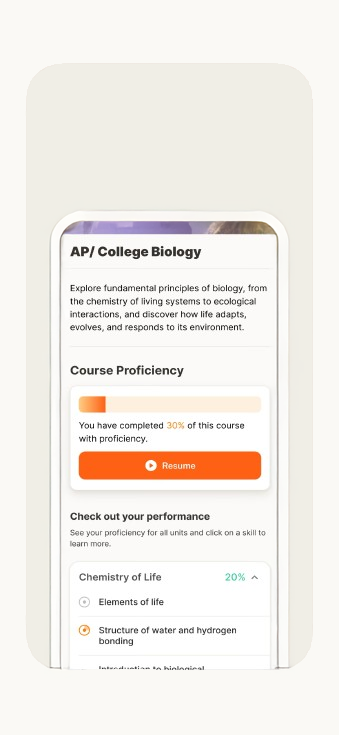 AP/ College Biology
Explore fundamental principles of biology, from
the chemistry of living systems to ecological
interactions, and discover how life adapts,
evolves, and responds to its environment.
Course Proficiency
You have completed 30% of this course
with proficiency.
Resume
Check out your performance
See your proficiency for all units and click on a skill to
learn more.
Chemistry of Life 20%
Elements of life
Structure of water and hydrogen
bonding
Introduction to biological